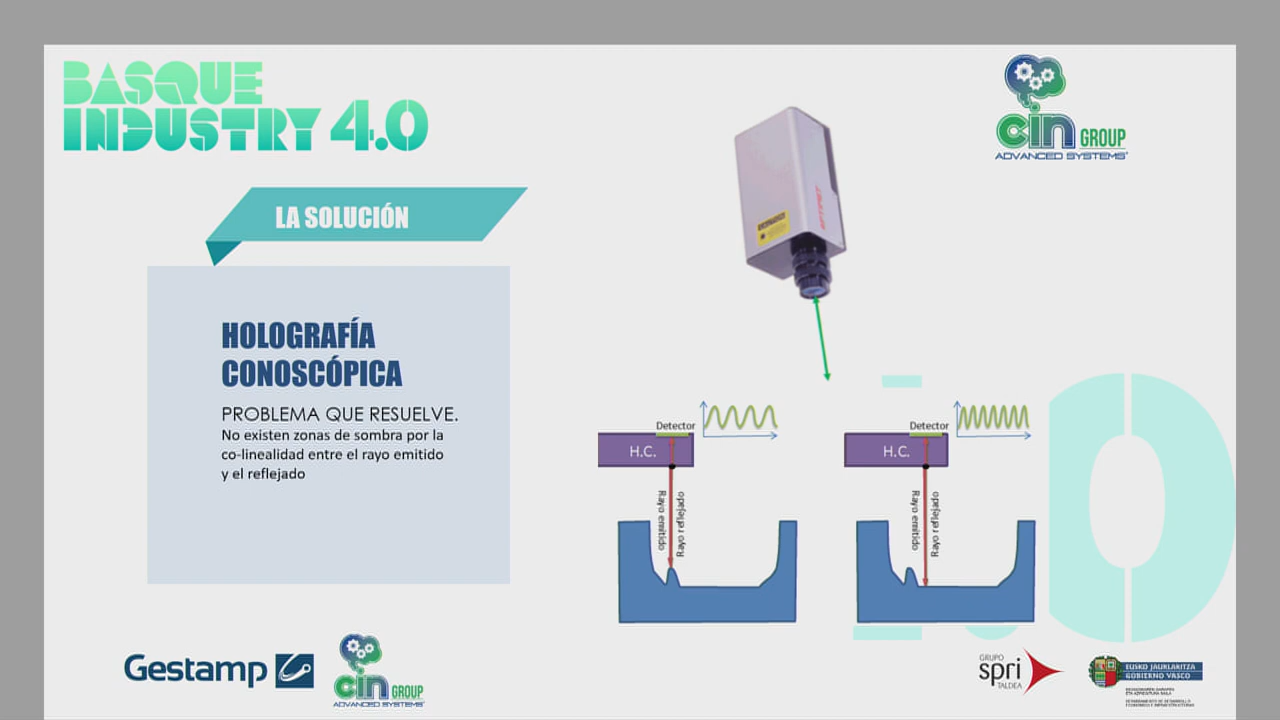 BASQUE
INDUSTRY 4.0
cin GROUP
ADVANCED SYSTEMS
LA SOLUCIÓN
HOLOGRAFÍA
CONOSCÓPICA
PROBLEMA QUE RESUELVE.
No existen zonas de sombra por la
co-linealidad entre el rayo emitido
y el reflejado
Detector
H.C.
Rayo emitido
Rayo reflejado
Detector
H.C.
Rayo emitido
Rayo reflejado
Gestamp
cin GROUP
ADVANCED SYSTEMS
GRUPO
spri
TALDEA
EUSKO JAURLARITZA
GOBIERNO VASCO